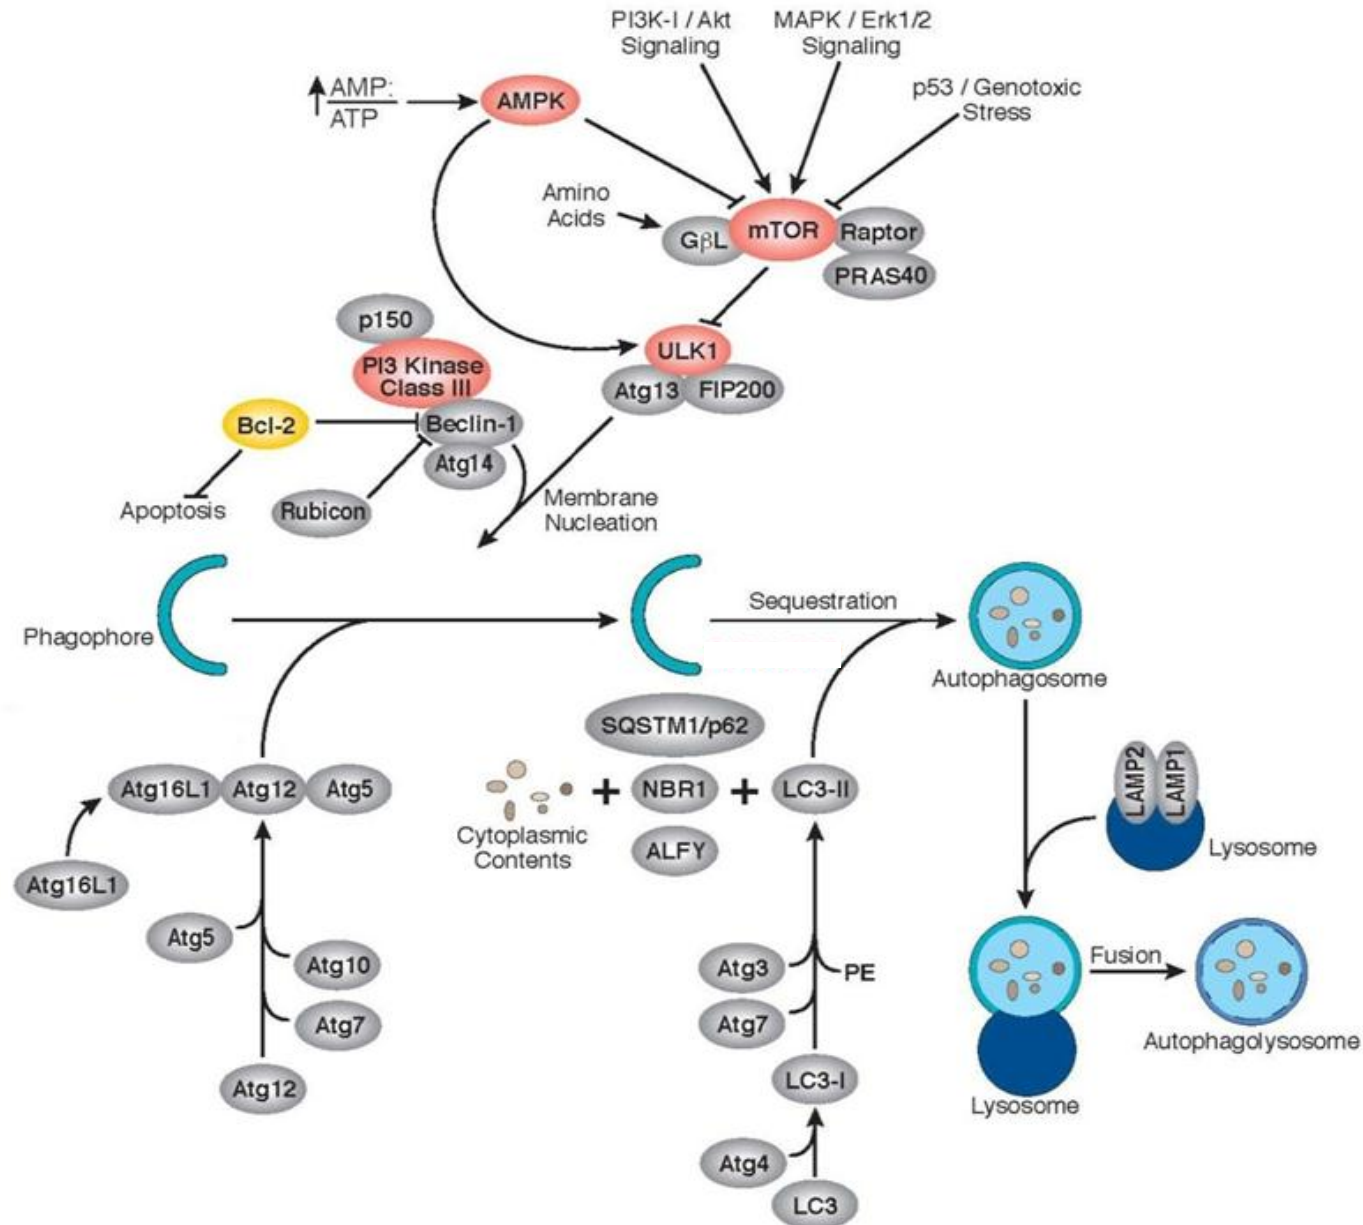 PI3K-I / Akt
Signaling
MAPK / Erk1/2
Signaling
AMP:
ATP
AMPK
p53 / Genotoxic
Stress
Amino
Acids
GβL
mTOR
Raptor
PRAS40
p150
PI3 Kinase
Class III
ULK1
Atg13
FIP200
Bcl-2
Beclin-1
Atg14
Apoptosis
Rubicon
Membrane
Nucleation
Phagophore
Sequestration
Autophagosome
SQSTM1/p62
Atg16L1
Atg12
Atg5
+
NBR1
+
LC3-II
LAMP2
LAMP1
Cytoplasmic
Contents
ALFY
Lysosome
Atg16L1
Atg5
Atg10
Atg7
Atg12
Atg3
PE
Atg7
LC3-I
Atg4
LC3
Fusion
Autophagolysosome
Lysosome